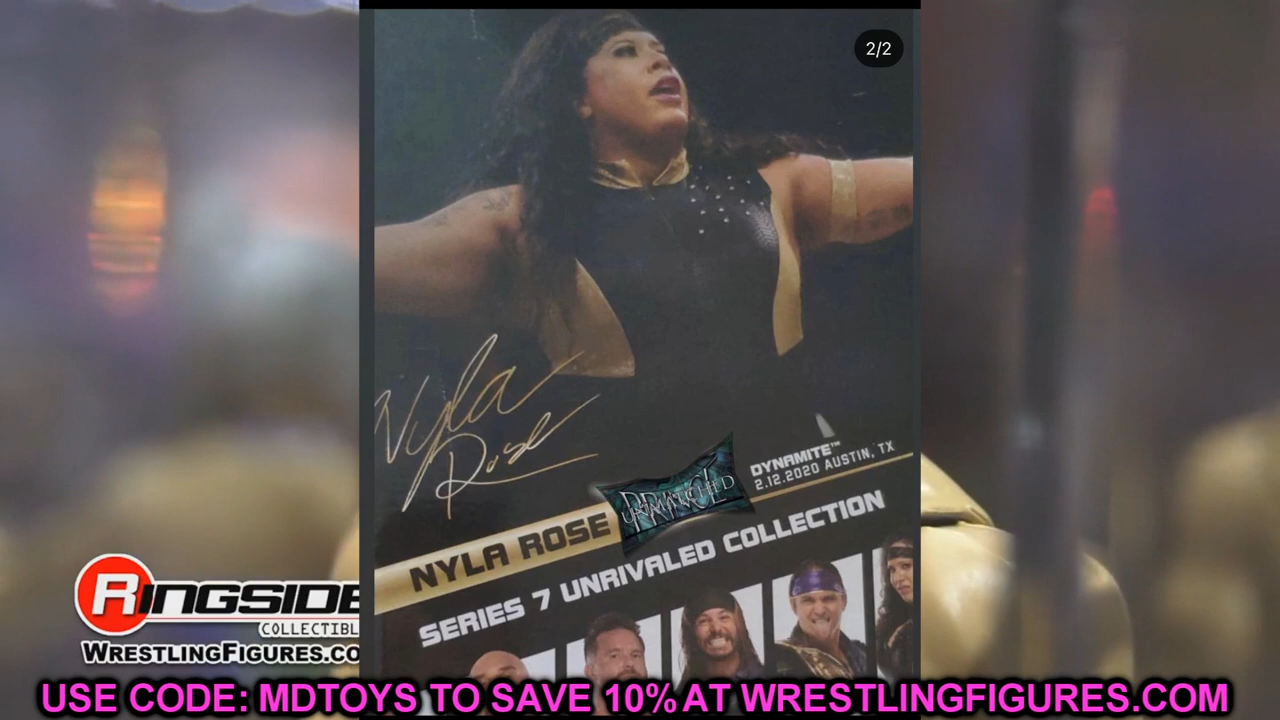 2/2
Nyla
Rose
DYNAMITE™
2.12.2020 AUSTIN, TX
NYLA ROSE
SERIES 7 UNRIVALED COLLECTION
RINGSIDE
COLLECTIBL
WRESTLINGFIGURES.CO
USE CODE: MDTOYS TO SAVE 10% AT WRESTLINGFIGURES.COM